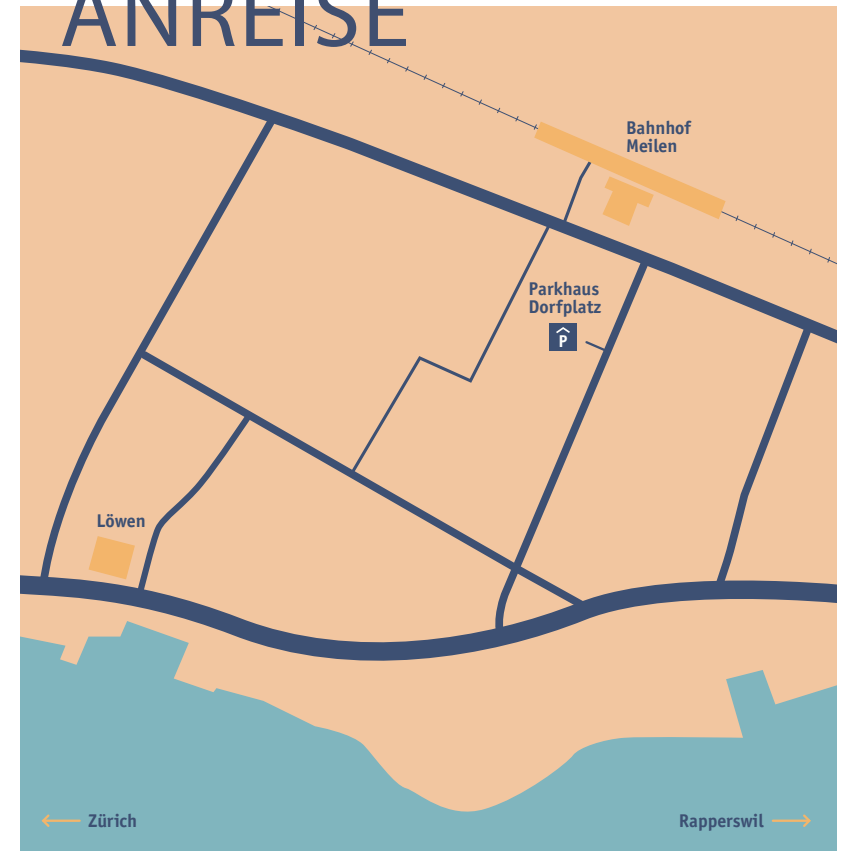 ANREISE
Bahnhof
Meilen
Parkhaus
Dorfplatz
P
Löwen
Zürich
Rapperswil